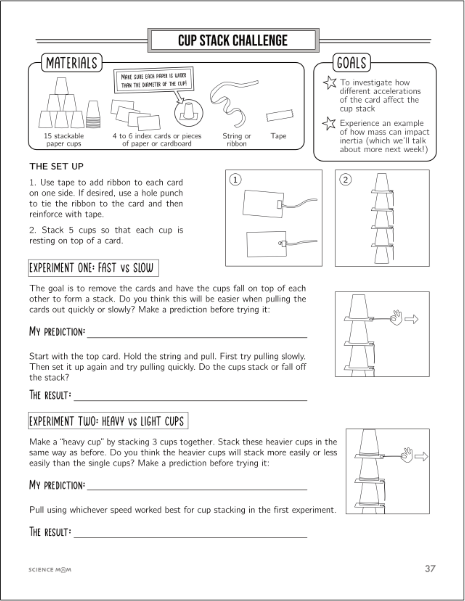 CUP STACK CHALLENGE
MATERIALS
MAKE SURE EACH PAPER IS WIDER
THAN THE DIAMETER OF THE CUP!
15 stackable
paper cups
4 to 6 index cards or pieces
of paper or cardboard
String or
ribbon
Tape
GOALS
To investigate how
different accelerations
of the card affect the
cup stack
Experience an example
of how mass can impact
inertia (which we'll talk
about more next week!)
THE SET UP
1. Use tape to add ribbon to each card
on one side. If desired, use a hole punch
to tie the ribbon to the card and then
reinforce with tape.
2. Stack 5 cups so that each cup is
resting on top of a card.
1
2
EXPERIMENT ONE: FAST vs SLOW
The goal is to remove the cards and have the cups fall on top of each
other to form a stack. Do you think this will be easier when pulling the
cards out quickly or slowly? Make a prediction before trying it:
MY PREDICTION:
Start with the top card. Hold the string and pull. First try pulling slowly.
Then set it up again and try pulling quickly. Do the cups stack or fall off
the stack?
THE RESULT:
EXPERIMENT TWO: HEAVY vs LIGHT CUPS
Make a "heavy cup" by stacking 3 cups together. Stack these heavier cups in the
same way as before. Do you think the heavier cups will stack more easily or less
easily than the single cups? Make a prediction before trying it:
MY PREDICTION:
Pull using whichever speed worked best for cup stacking in the first experiment.
THE RESULT:
SCIENCE MOM
37